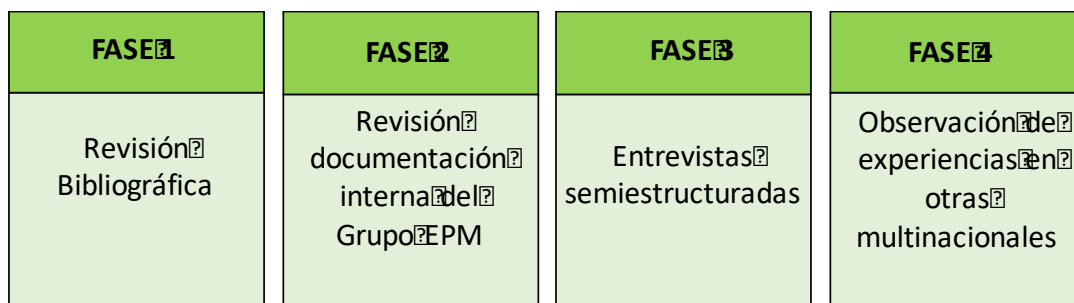 FASE 1
Revisión
Bibliográfica
FASE 2
Revisión
documentación
interna del
Grupo EPM
FASE 3
Entrevistas
semiestructuradas
FASE 4
Observación de
experiencias en
otras
multinacionales